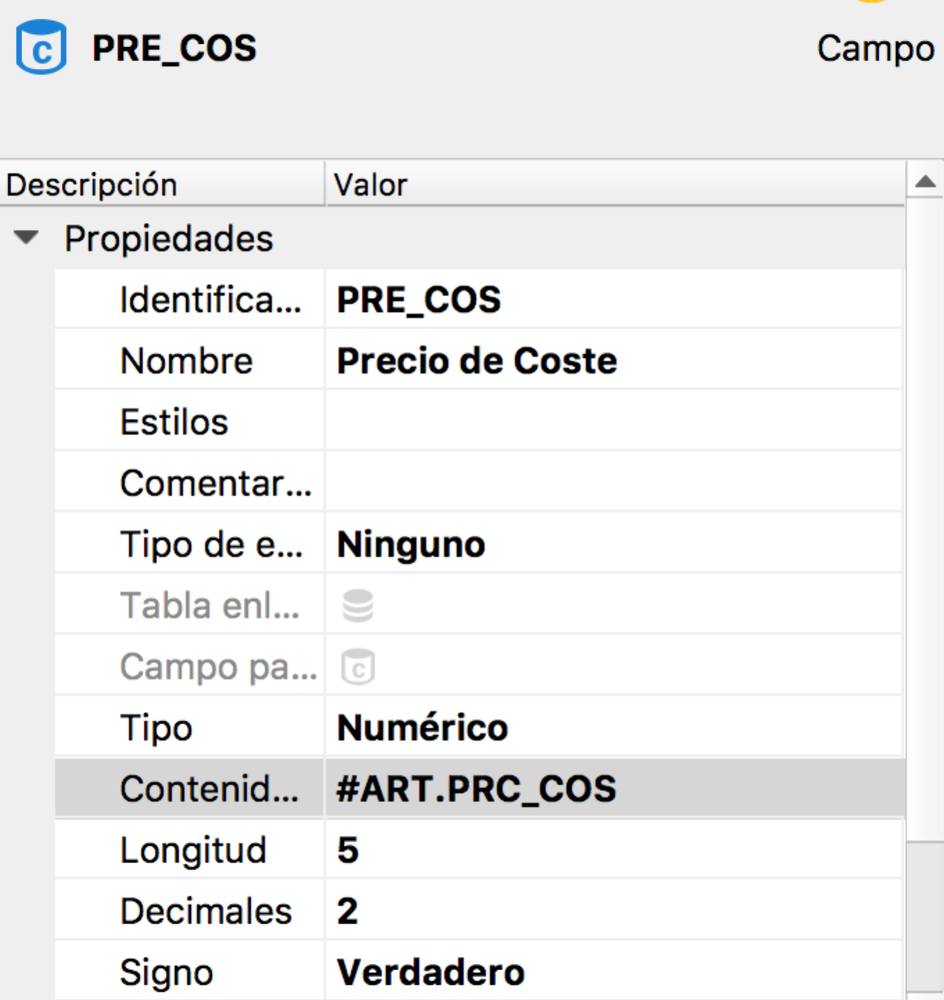 PRE_COS Campo
Descripción Valor
Propiedades
Identifica... PRE_COS
Nombre Precio de Coste
Estilos
Comentar...
Tipo de e... Ninguno
Tabla enl...
Campo pa... c
Tipo Numérico
Contenid... #ART.PRC_COS
Longitud 5
Decimales 2
Signo Verdadero